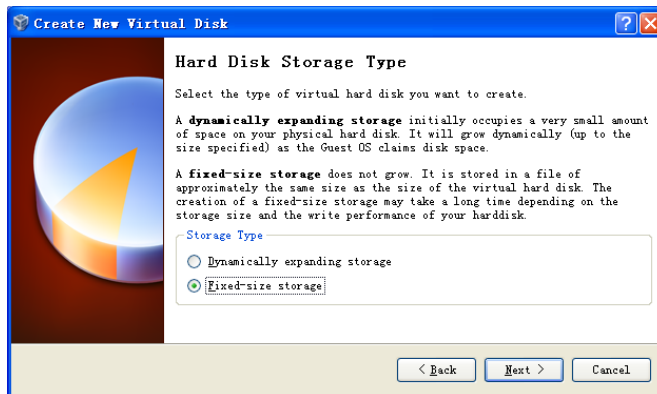 Create New Virtual Disk
Hard Disk Storage Type
Select the type of virtual hard disk you want to create.
A dynamically expanding storage initially occupies a very small amount
of space on your physical hard disk. It will grow dynamically (up to the
size specified) as the Guest OS claims disk space.
A fixed-size storage does not grow. It is stored in a file of
approximately the same size as the size of the virtual hard disk. The
creation of a fixed-size storage may take a long time depending on the
storage size and the write performance of your harddisk.
Storage Type
Dynamically expanding storage
Fixed-size storage
< Back
Next >
Cancel